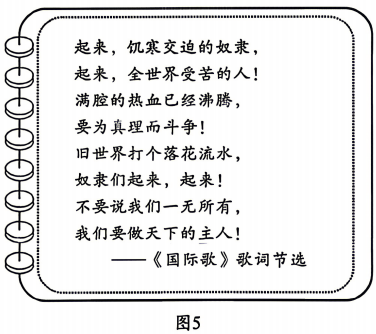 起来，饥寒交迫的奴隶，
起来，全世界受苦的人！
满腔的热血已经沸腾，
要为真理而斗争！
旧世界打个落花流水，
奴隶们起来，起来！
不要说我们一无所有，
我们要做天下的主人！
——《国际歌》歌词节选
图5